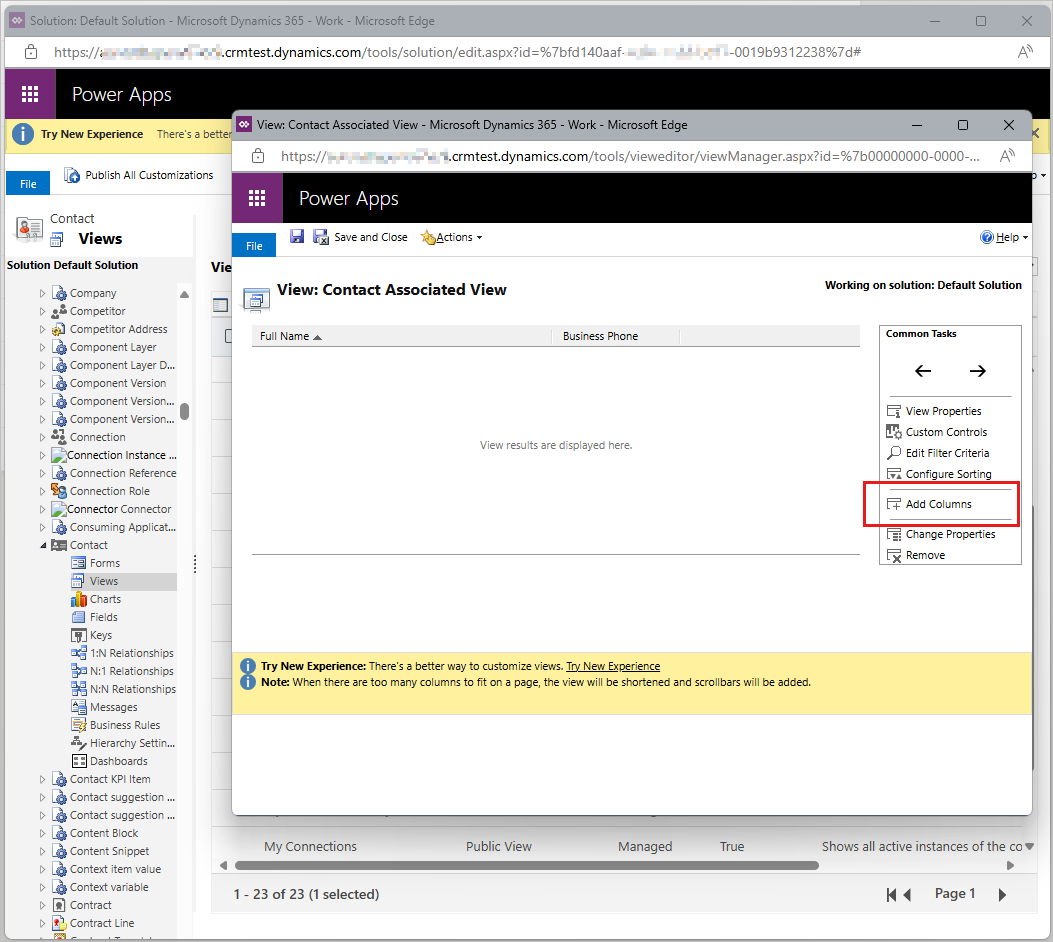 Solution: Default Solution - Microsoft Dynamics 365 - Work - Microsoft Edge
https://
.crmtest.dynamics.com/tools/solution/edit.aspx?id=%7bfd140aaf-
-0019b9312238%7d#
Power Apps
Try New Experience There's a better
File
Publish All Customizations
Contact
Views
Solution Default Solution
Company
Competitor
Competitor Address
Component Layer
Component Layer D...
Component Version
Component Version...
Component Version...
Connection
Connection Instance ...
Connection Reference
Connection Role
Connector Connector
Consuming Applicat...
Contact
Forms
Views
Charts
Fields
Keys
1:N Relationships
N:1 Relationships
N:N Relationships
Messages
Business Rules
Hierarchy Settin...
Dashboards
Contact KPI Item
Contact suggestion ...
Contact suggestion ...
Content Block
Content Snippet
Context item value
Context variable
Contract
Contract Line
Vie
View: Contact Associated View - Microsoft Dynamics 365 - Work - Microsoft Edge
https://
.crmtest.dynamics.com/tools/vieweditor/viewManager.aspx?id=%7b00000000-0000-...
Power Apps
File
Save and Close
Actions
Help
View: Contact Associated View
Working on solution: Default Solution
Full Name
Business Phone
View results are displayed here.
Common Tasks
View Properties
Custom Controls
Edit Filter Criteria
Configure Sorting
Add Columns
Change Properties
Remove
Try New Experience: There's a better way to customize views. Try New Experience
Note: When there are too many columns to fit on a page, the view will be shortened and scrollbars will be added.
My Connections Public View Managed True Shows all active instances of the co
1 - 23 of 23 (1 selected)
Page 1